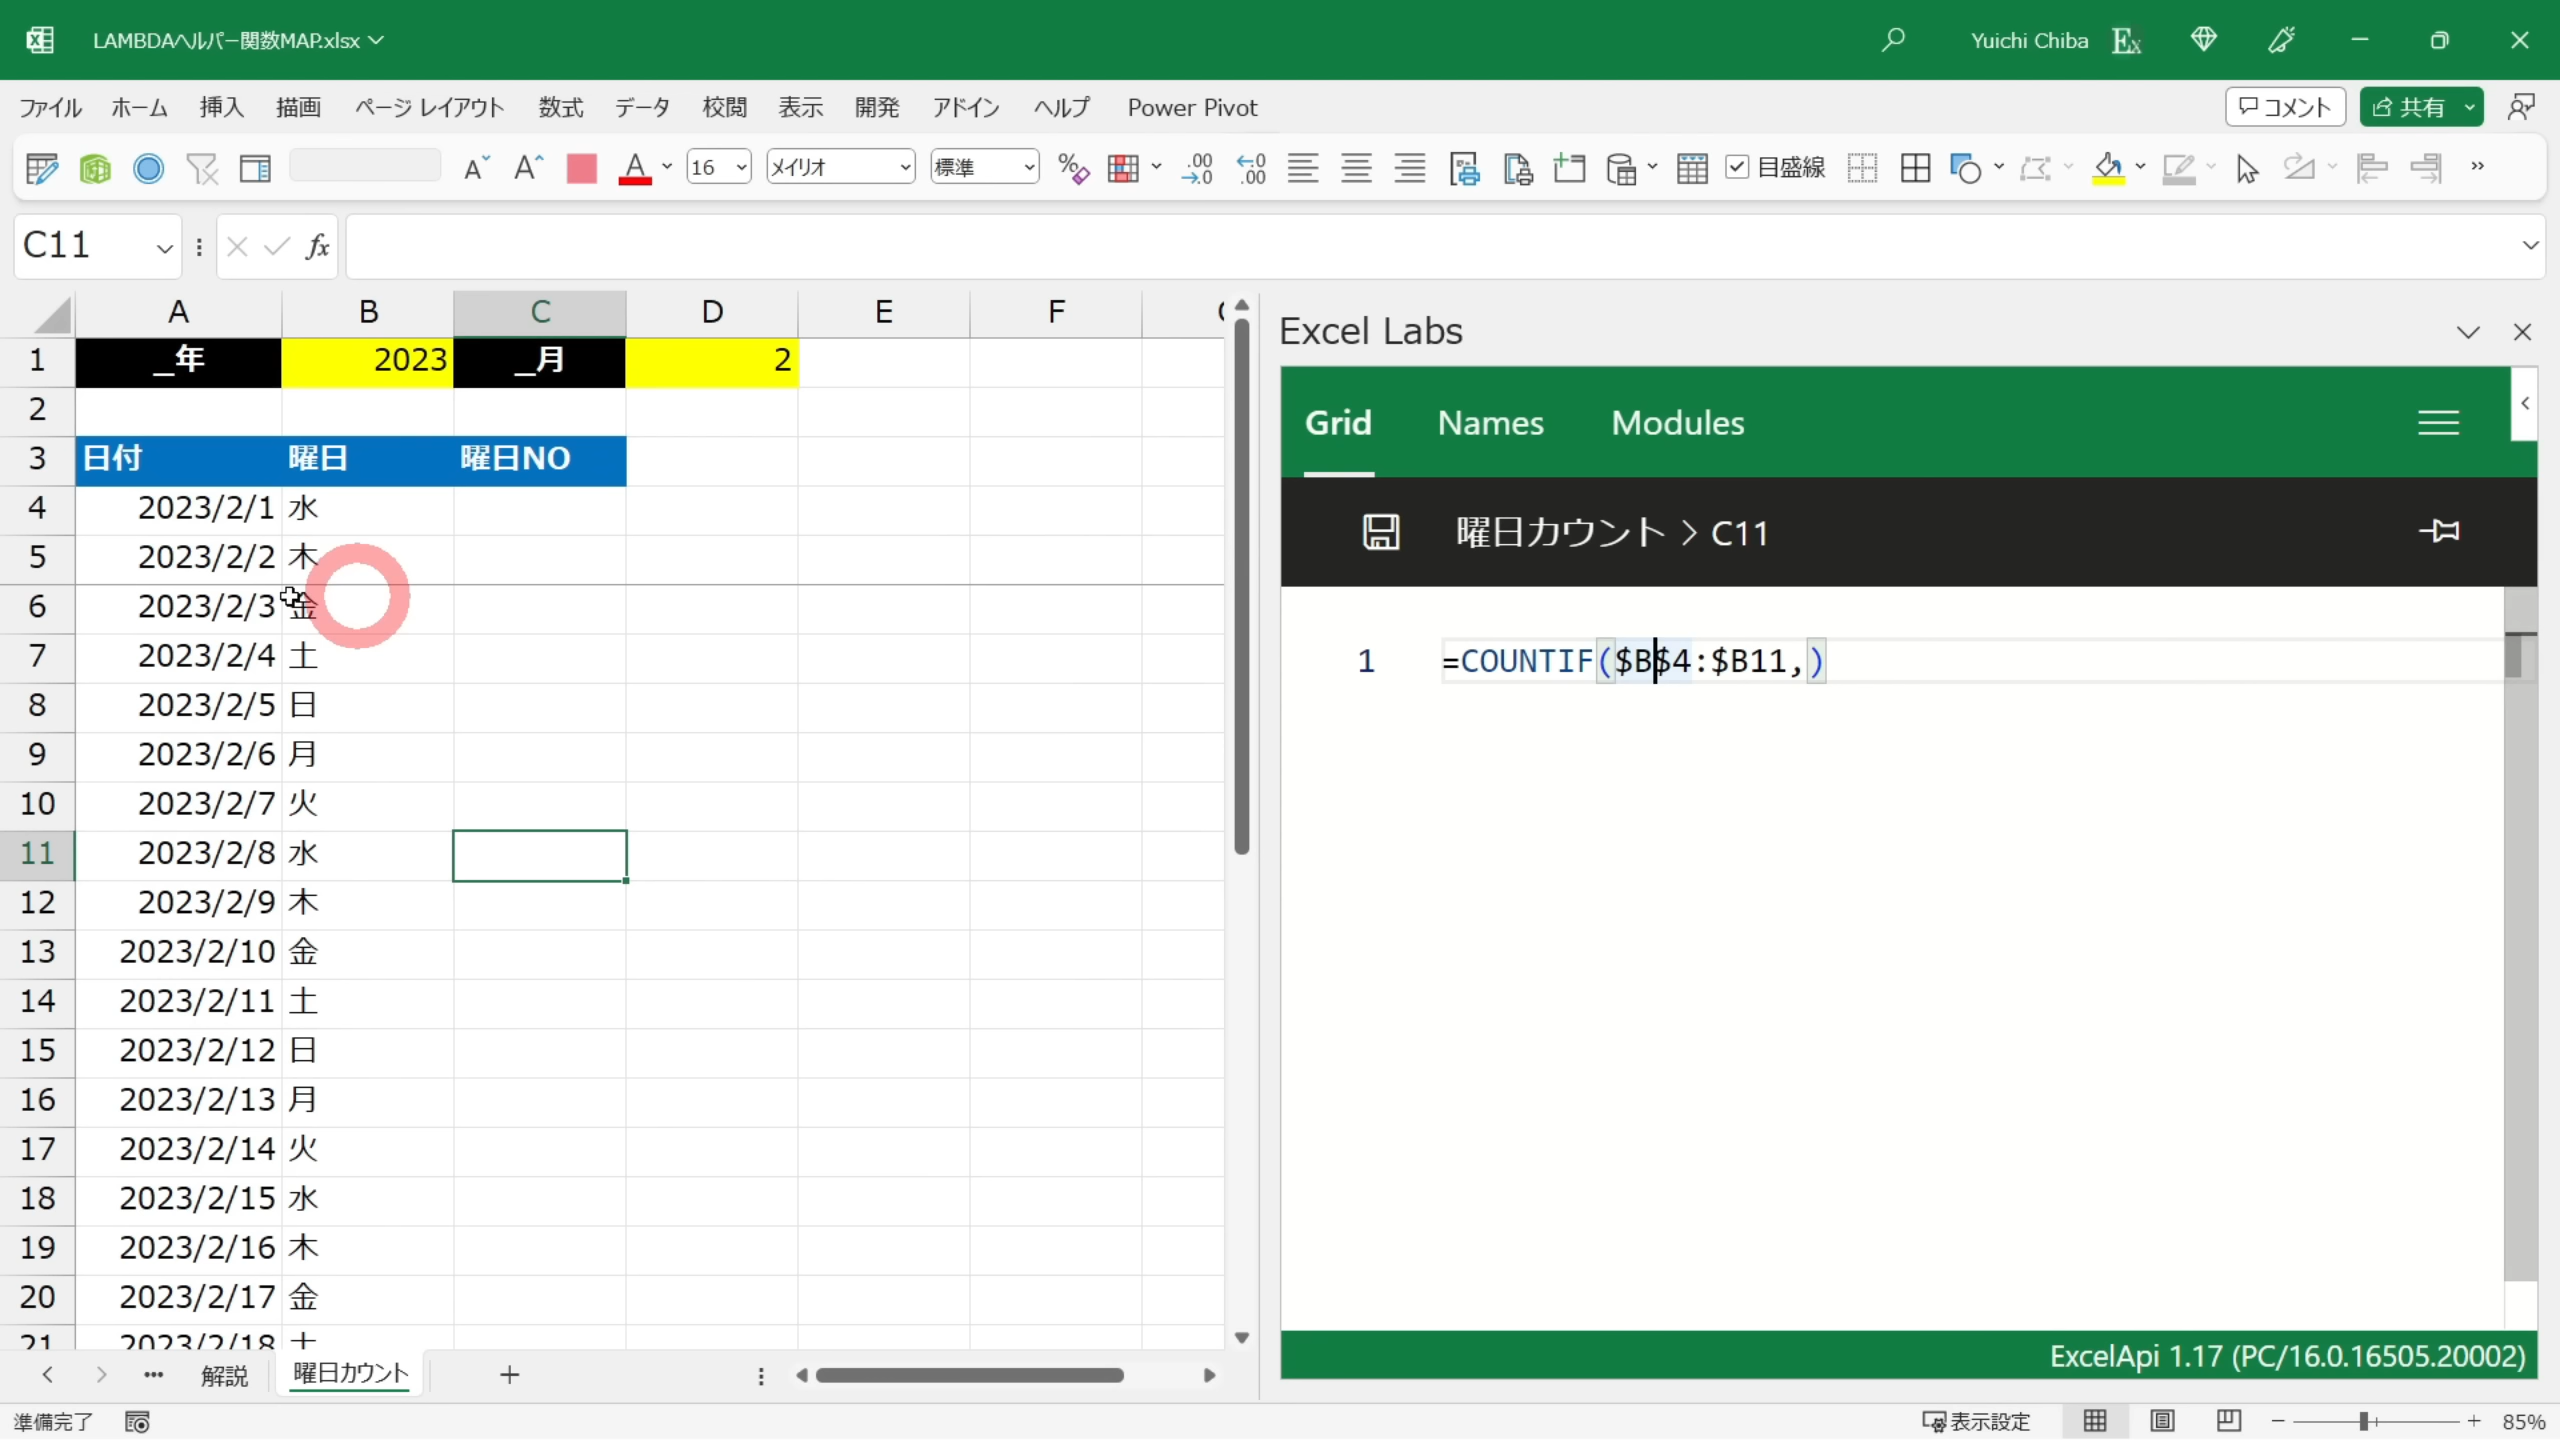 LAMBDAヘルパー関数MAP.xlsx
Yuichi Chiba
ファイル ホーム 挿入 描画 ページ レイアウト 数式 データ 校閲 表示 開発 アドイン ヘルプ Power Pivot コメント 共有
16 メイリオ 標準 目盛線
C11 fx
A B C D E F
1 _年 2023 _月 2
2
3 日付 曜日 曜日NO
4 2023/2/1 水
5 2023/2/2 木
6 2023/2/3 金
7 2023/2/4 土
8 2023/2/5 日
9 2023/2/6 月
10 2023/2/7 火
11 2023/2/8 水
12 2023/2/9 木
13 2023/2/10 金
14 2023/2/11 土
15 2023/2/12 日
16 2023/2/13 月
17 2023/2/14 火
18 2023/2/15 水
19 2023/2/16 木
20 2023/2/17 金
21 2023/2/18 土
解説 曜日カウント
準備完了
表示設定 85%
Excel Labs
Grid Names Modules
曜日カウント > C11
1 =COUNTIF($B$4:$B11,)
ExcelApi 1.17 (PC/16.0.16505.20002)